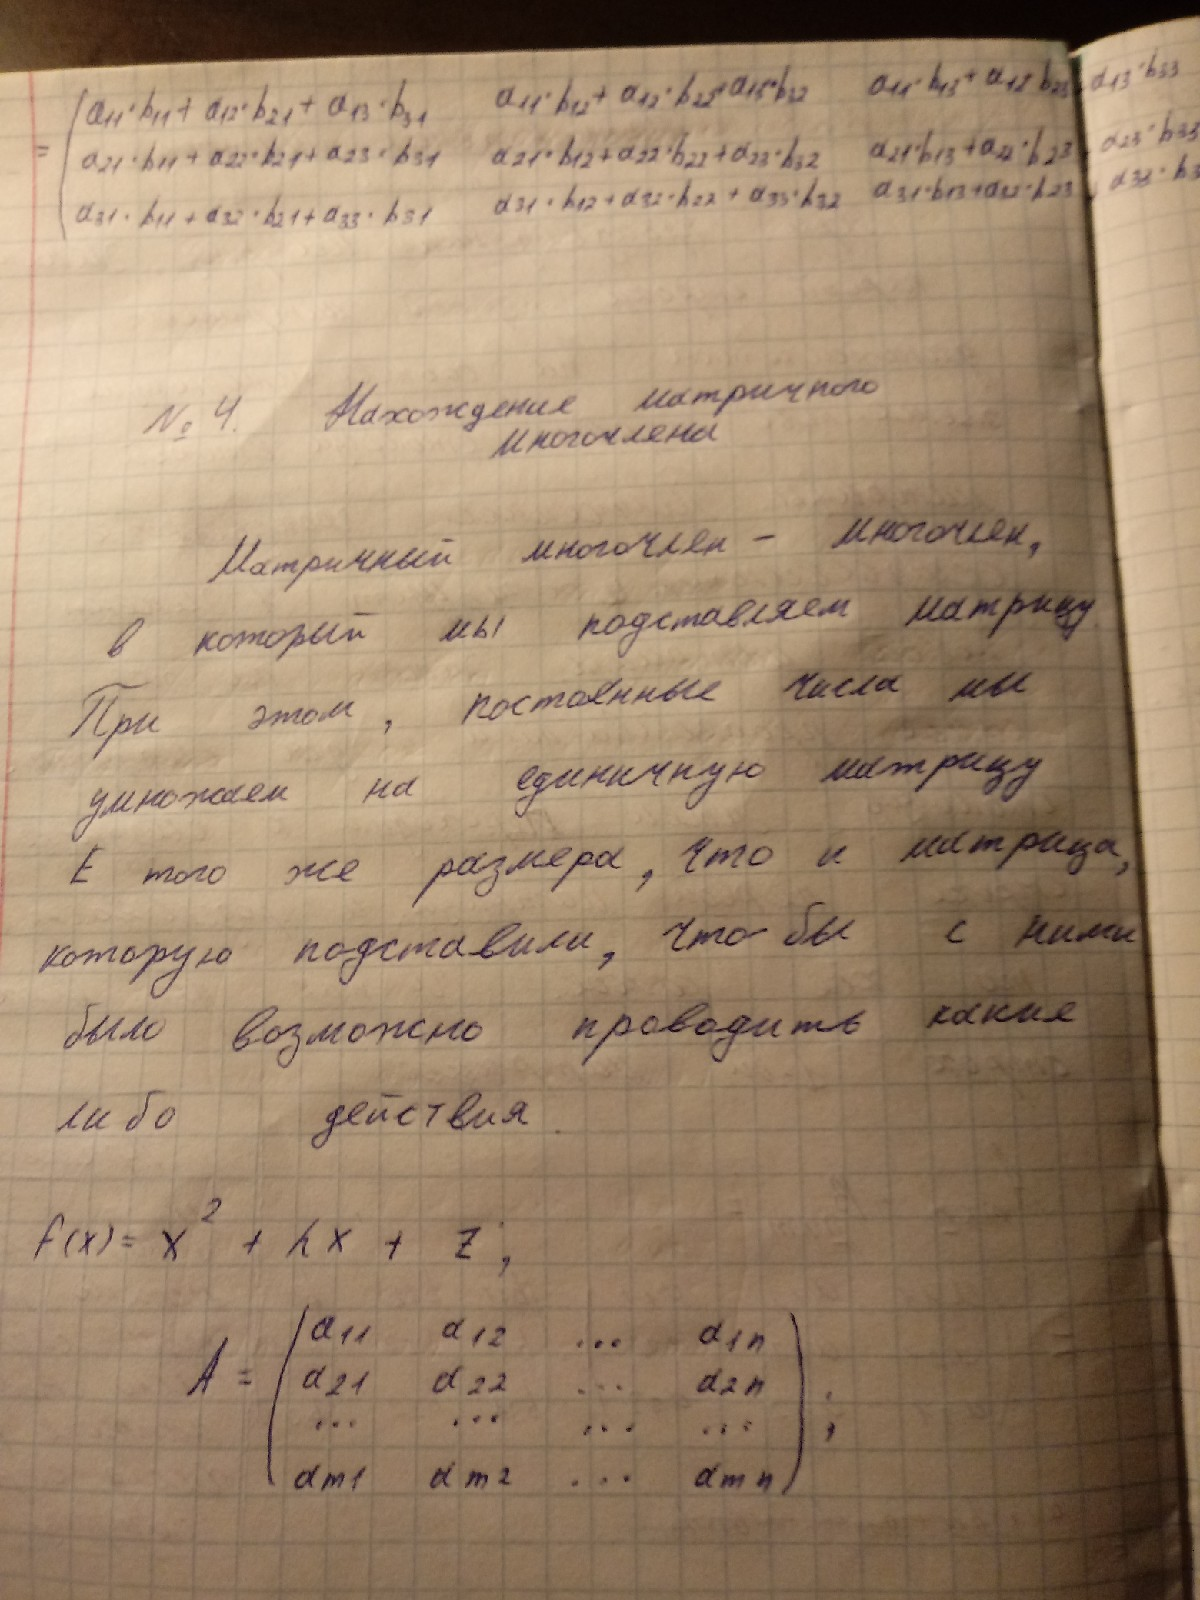 a11·b11+ a12·b21+ a13·b31 a11·b12+ a12·b22+a13·b32 a11·b13+ a12·b23+a13·b33
= a21·b11+a22·b21+a23·b31 a21·b12+a22·b22+a23·b32 a21·b13+a22·b23+a23·b33
a31·b11+a32·b21+a33·b31 a31·b12+a32·b22+a33·b32 a31·b13+a32·b23+a33·b3
№ 4. Нахождение матричного
многочлена
Матричный многочлен – многочлен,
в который мы подставляем матрицу.
При этом, постоянные числа мы
умножаем на единичную матрицу
Е того же размера, что и матрица,
которую подставили, что бы с ними
было возможно проводить какие
либо действия.
f(x)= x² + hx + z;
A = ( a11 a12 ... a1n
a21 a22 ... a2n
... ... ... ...
am1 am2 ... amn ) ;